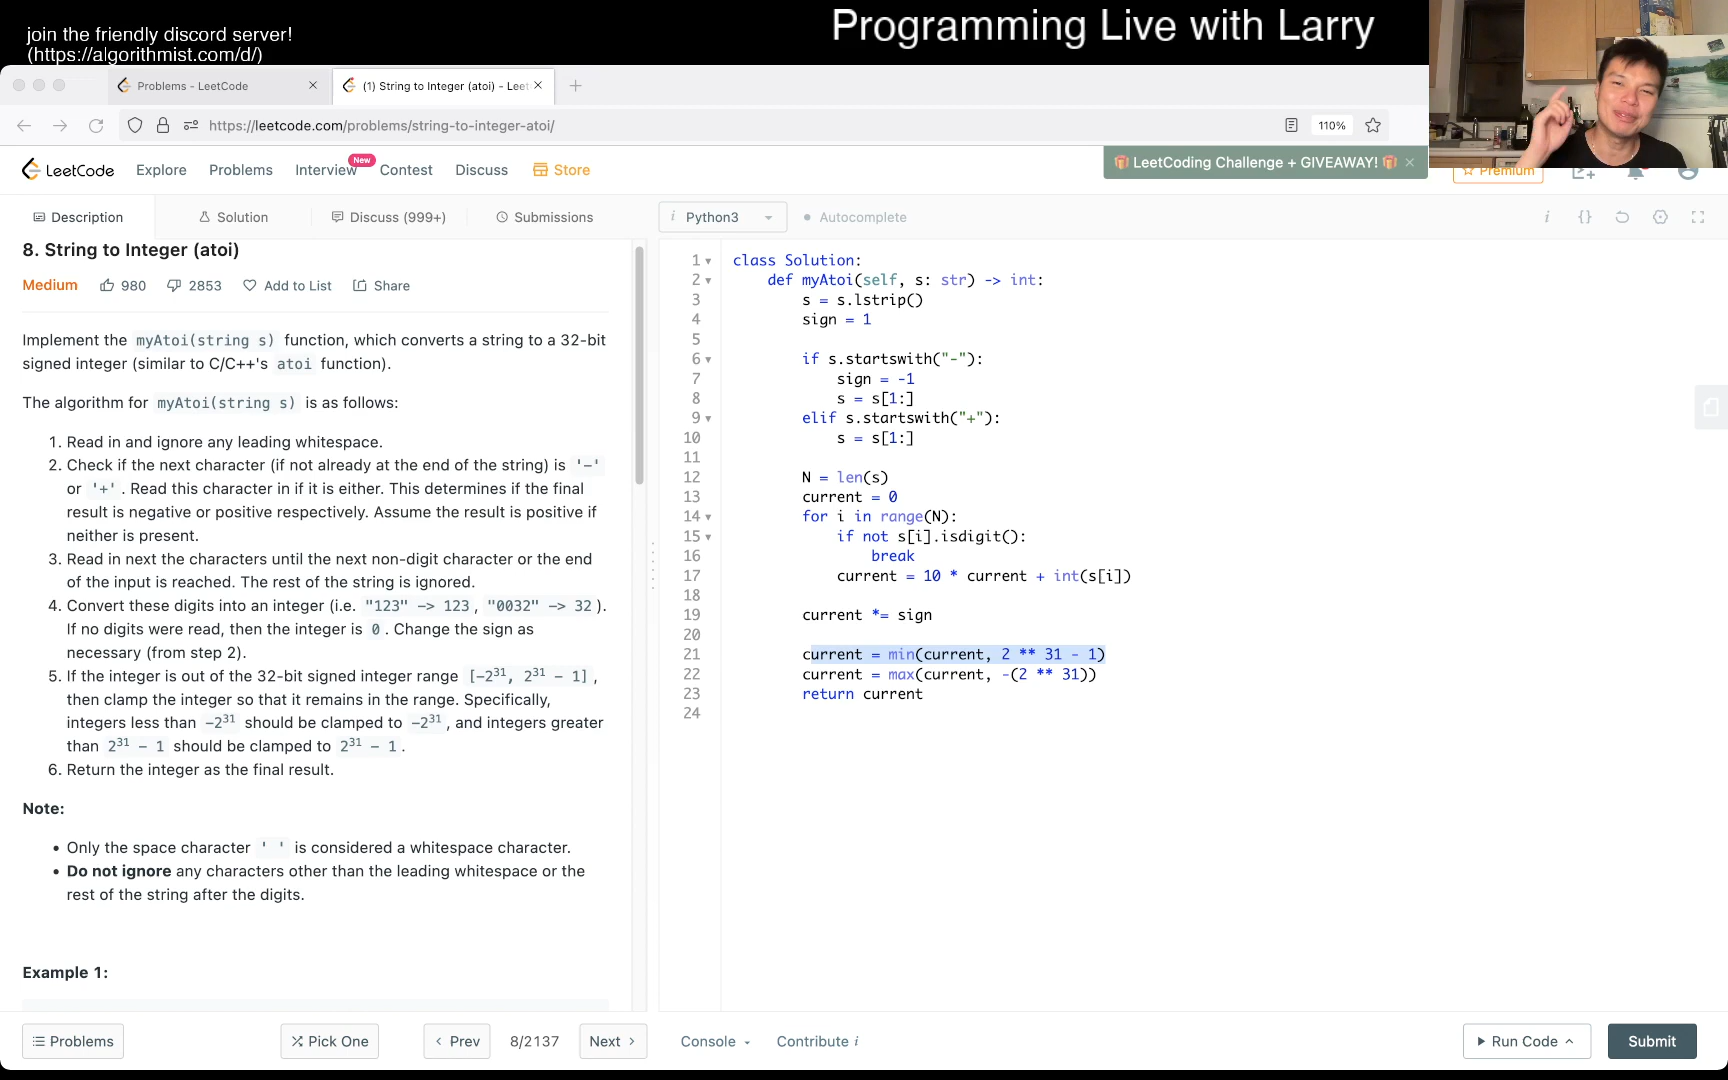 join the friendly discord server!
(https://algorithmist.com/d/)
Programming Live with Larry
Problems - LeetCode
(1) String to Integer (atoi) - Leet
https://leetcode.com/problems/string-to-integer-atoi/
110%
LeetCode
Explore
Problems
Interview
New
Contest
Discuss
Store
LeetCoding Challenge + GIVEAWAY!
Premium
Description
Solution
Discuss (999+)
Submissions
i Python3
Autocomplete
i {}
8. String to Integer (atoi)
Medium 980 2853 Add to List Share
Implement the myAtoi(string s) function, which converts a string to a 32-bit
signed integer (similar to C/C++'s atoi function).
The algorithm for myAtoi(string s) is as follows:
1. Read in and ignore any leading whitespace.
2. Check if the next character (if not already at the end of the string) is '-'
or '+'. Read this character in if it is either. This determines if the final
result is negative or positive respectively. Assume the result is positive if
neither is present.
3. Read in next the characters until the next non-digit character or the end
of the input is reached. The rest of the string is ignored.
4. Convert these digits into an integer (i.e. "123" -> 123, "0032" -> 32).
If no digits were read, then the integer is 0. Change the sign as
necessary (from step 2).
5. If the integer is out of the 32-bit signed integer range [-2³¹, 2³¹ - 1],
then clamp the integer so that it remains in the range. Specifically,
integers less than -2³¹ should be clamped to -2³¹, and integers greater
than 2³¹ - 1 should be clamped to 2³¹ - 1.
6. Return the integer as the final result.
Note:
• Only the space character ' ' is considered a whitespace character.
• Do not ignore any characters other than the leading whitespace or the
rest of the string after the digits.
Example 1:
1 class Solution:
2     def myAtoi(self, s: str) -> int:
3         s = s.lstrip()
4         sign = 1
5
6         if s.startswith("-"):
7             sign = -1
8             s = s[1:]
9         elif s.startswith("+"):
10             s = s[1:]
11
12         N = len(s)
13         current = 0
14         for i in range(N):
15             if not s[i].isdigit():
16                 break
17             current = 10 * current + int(s[i])
18
19         current *= sign
20
21         current = min(current, 2 ** 31 - 1)
22         current = max(current, -(2 ** 31))
23         return current
24
Problems
Pick One
< Prev
8/2137
Next >
Console
Contribute i
Run Code
Submit